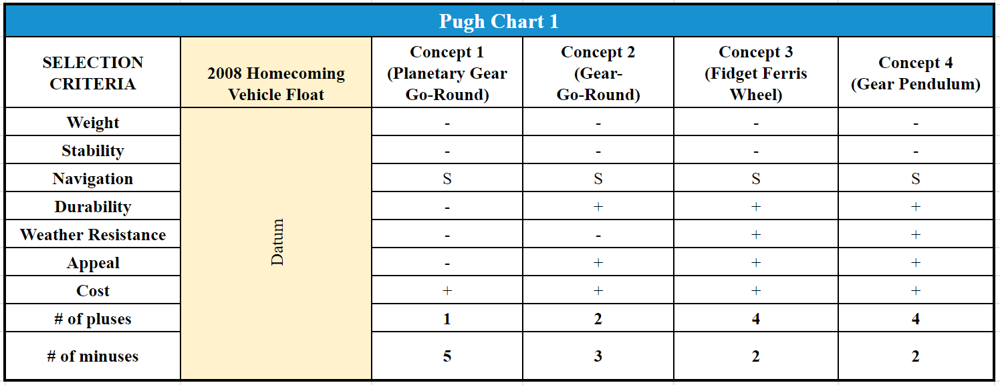 Pugh Chart 1
SELECTION CRITERIA 2008 Homecoming Vehicle Float Concept 1 (Planetary Gear Go-Round) Concept 2 (Gear-Go-Round) Concept 3 (Fidget Ferris Wheel) Concept 4 (Gear Pendulum)
Weight - - - -
Stability - - - -
Navigation S S S S
Durability - + + +
Weather Resistance - - + +
Datum
Appeal - + + +
Cost + + + +
# of pluses 1 2 4 4
# of minuses 5 3 2 2